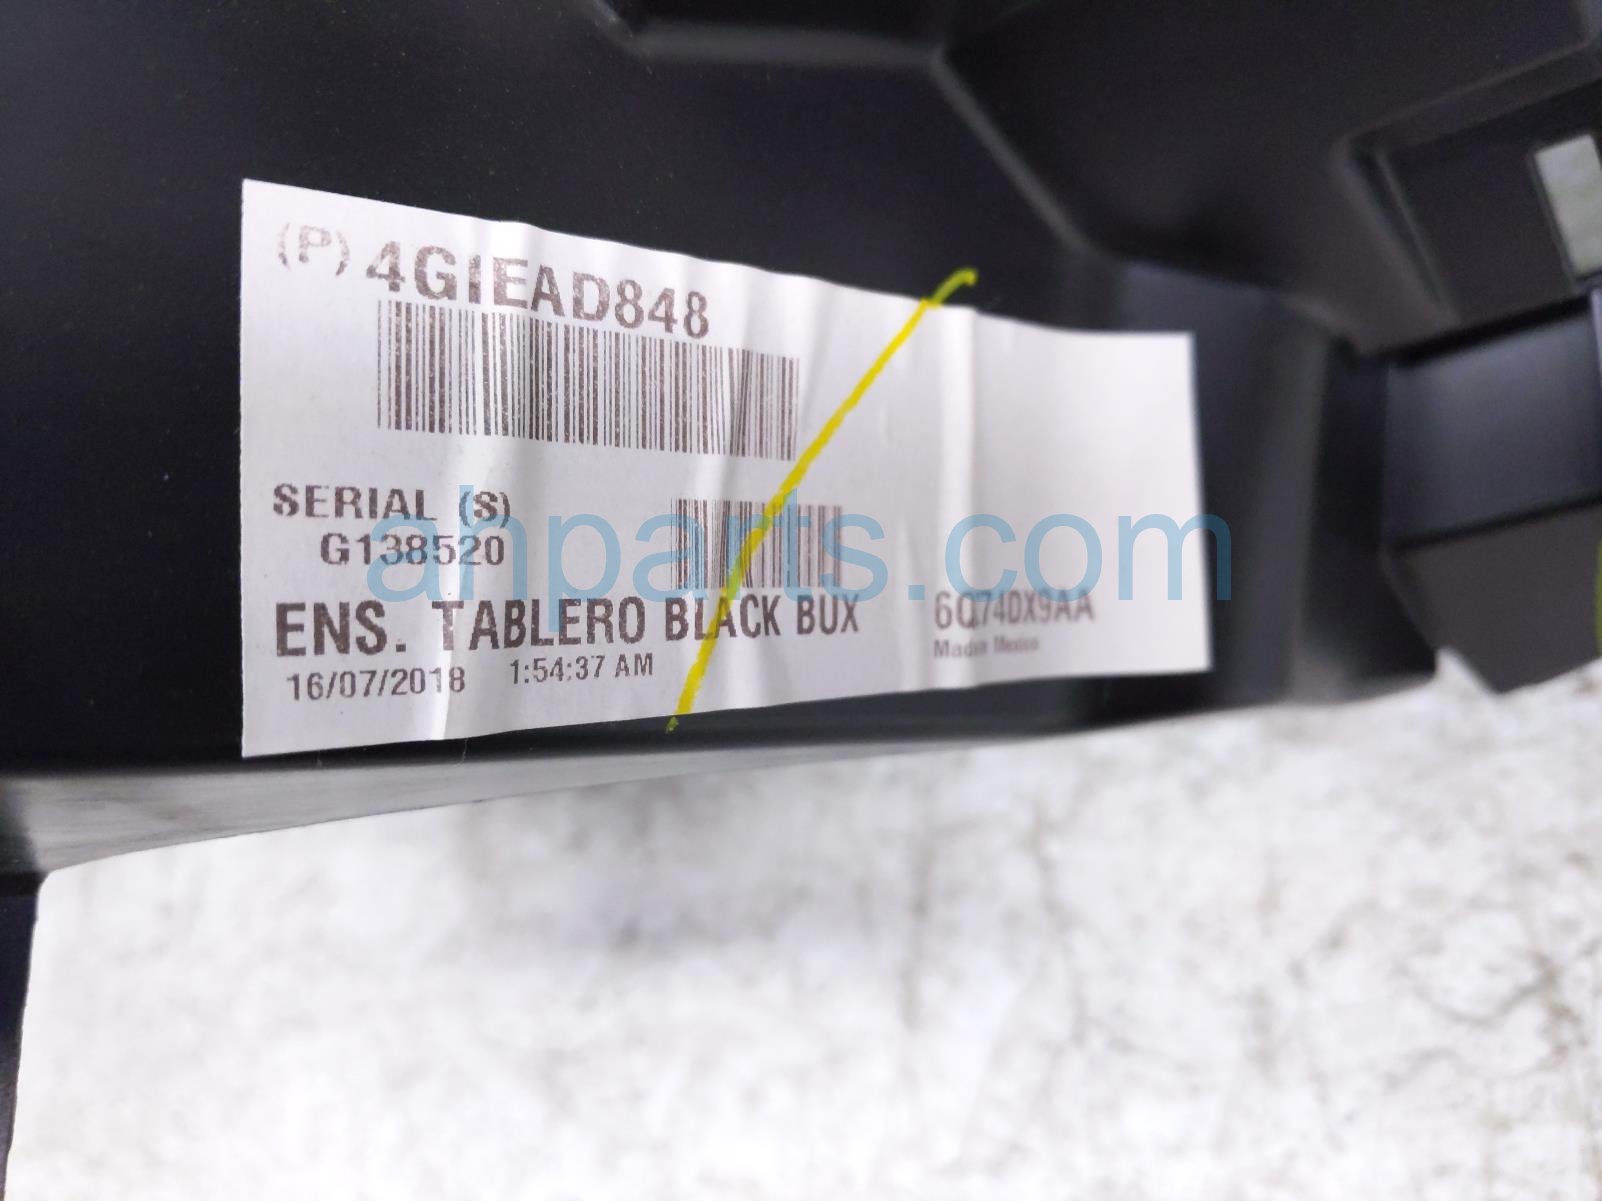 (P) 4GIEAD848
SERIAL (S)
G138520
ENS. TABLERO BLACK BUX
6QZ74DX9AA
Made in Mexico
16/07/2018 1:54:37 AM
ahparts.com